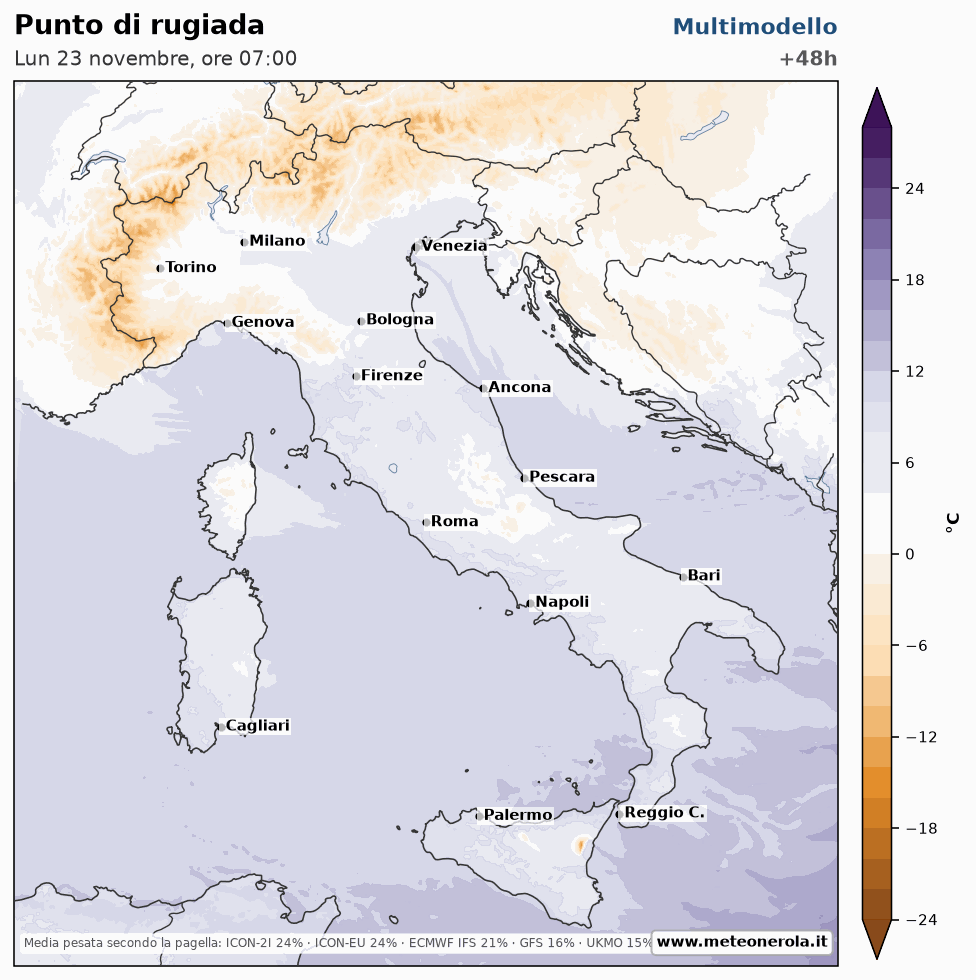 Punto di rugiada
Multimodello
Lun 23 novembre, ore 07:00
+48h
Milano
Venezia
Torino
Genova
Bologna
Firenze
Ancona
Pescara
Roma
Bari
Napoli
Cagliari
Palermo
Reggio C.
24
18
12
6
0
−6
−12
−18
−24
°C
Media pesata secondo la pagella: ICON-2I 24% · ICON-EU 24% · ECMWF IFS 21% · GFS 16% · UKMO 15%
www.meteonerola.it